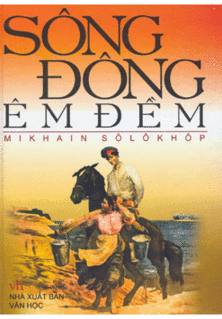 SÔNG
ĐÔNG
ÊM ĐỀM
MIKHAIN SÔLÔKHỐP
NHÀ XUẤT BẢN
VĂN HỌC